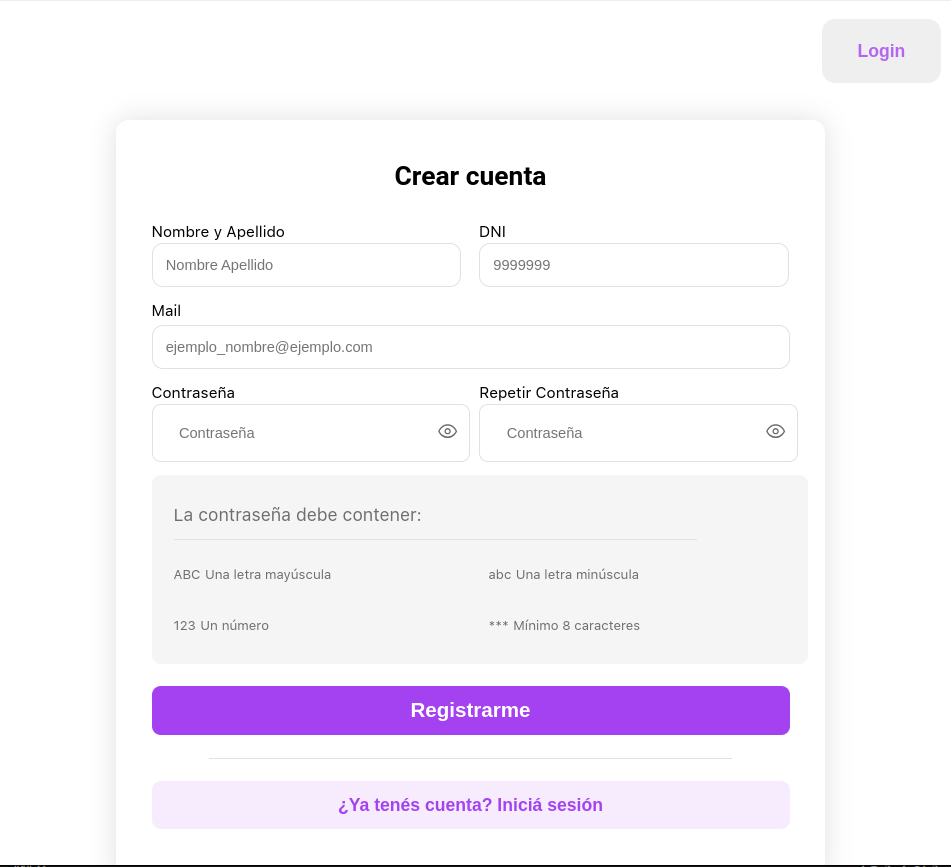 Login
Crear cuenta
Nombre y Apellido DNI
Nombre Apellido 9999999
Mail
ejemplo_nombre@ejemplo.com
Contraseña Repetir Contraseña
Contraseña Contraseña
La contraseña debe contener:
ABC Una letra mayúscula abc Una letra minúscula
123 Un número *** Mínimo 8 caracteres
Registrarme
¿Ya tenés cuenta? Iniciá sesión